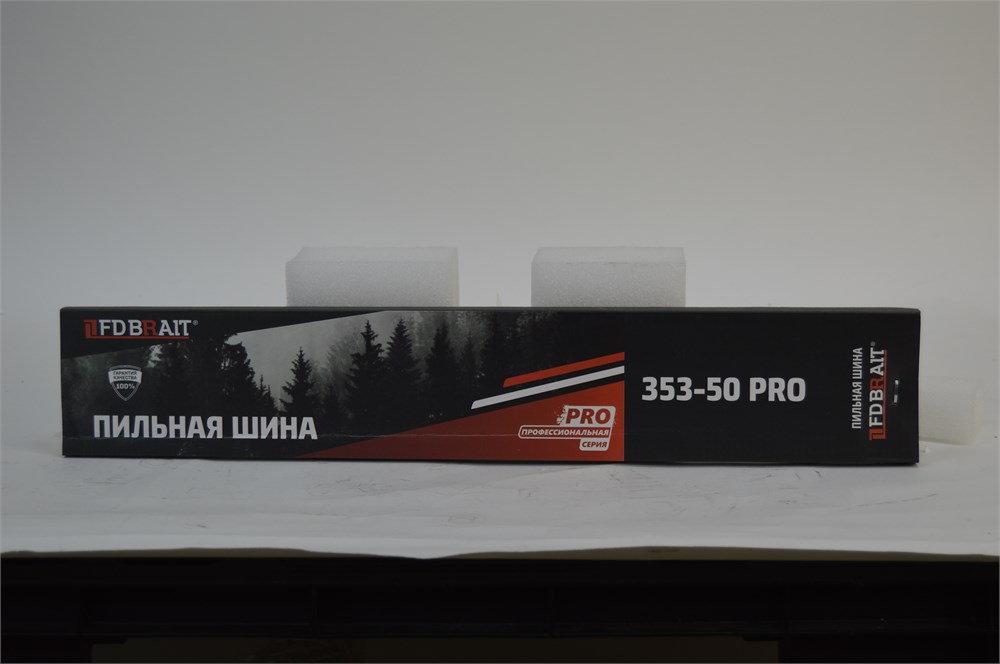 FDBRAIT®
ГАРАНТИЯ
КАЧЕСТВА
100%
ПИЛЬНАЯ ШИНА
PRO
ПРОФЕССИОНАЛЬНАЯ
СЕРИЯ
353-50 PRO
ПИЛЬНАЯ ШИНА
FDBRAIT®